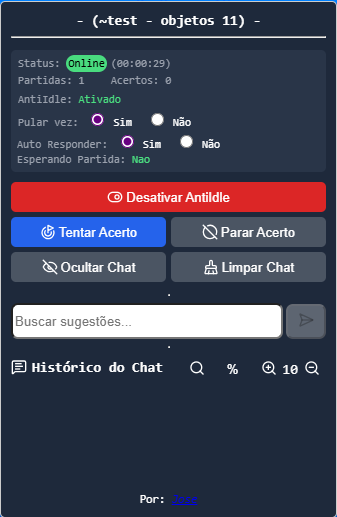 - (~test - objetos 11) -
Status: Online (00:00:29)
Partidas: 1 Acertos: 0
AntiIdle: Ativado
Pular vez: Sim Não
Auto Responder: Sim Não
Esperando Partida: Nao
Desativar AntiIdle
Tentar Acerto Parar Acerto
Ocultar Chat Limpar Chat
.
Buscar sugestões...
.
Histórico do Chat % 10
Por: José